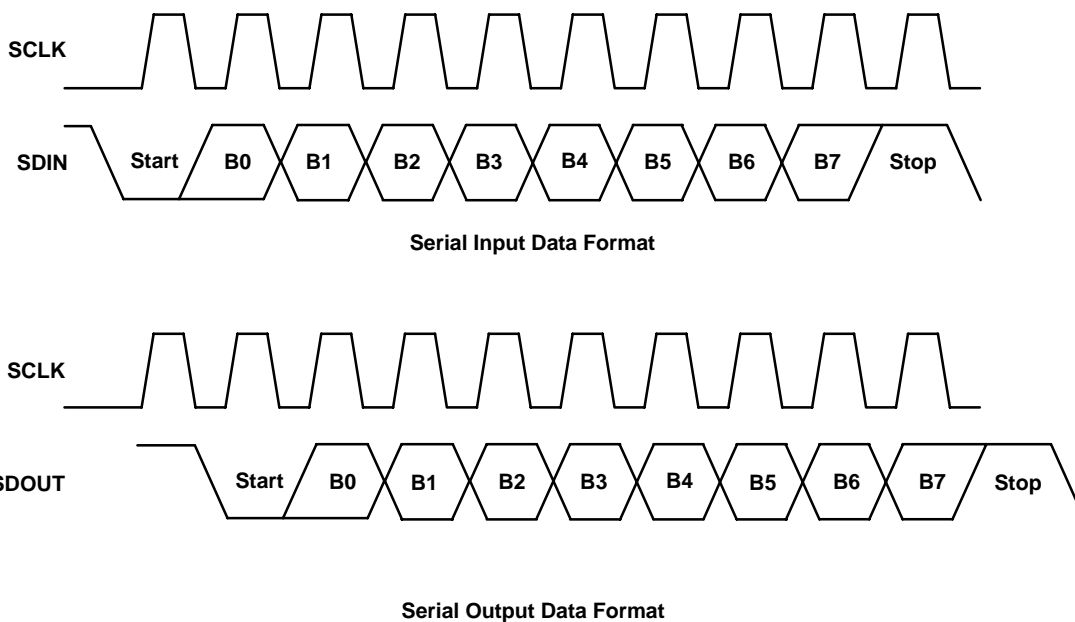 SCLK
SDIN Start B0 B1 B2 B3 B4 B5 B6 B7 Stop
Serial Input Data Format
SCLK
SDOUT Start B0 B1 B2 B3 B4 B5 B6 B7 Stop
Serial Output Data Format